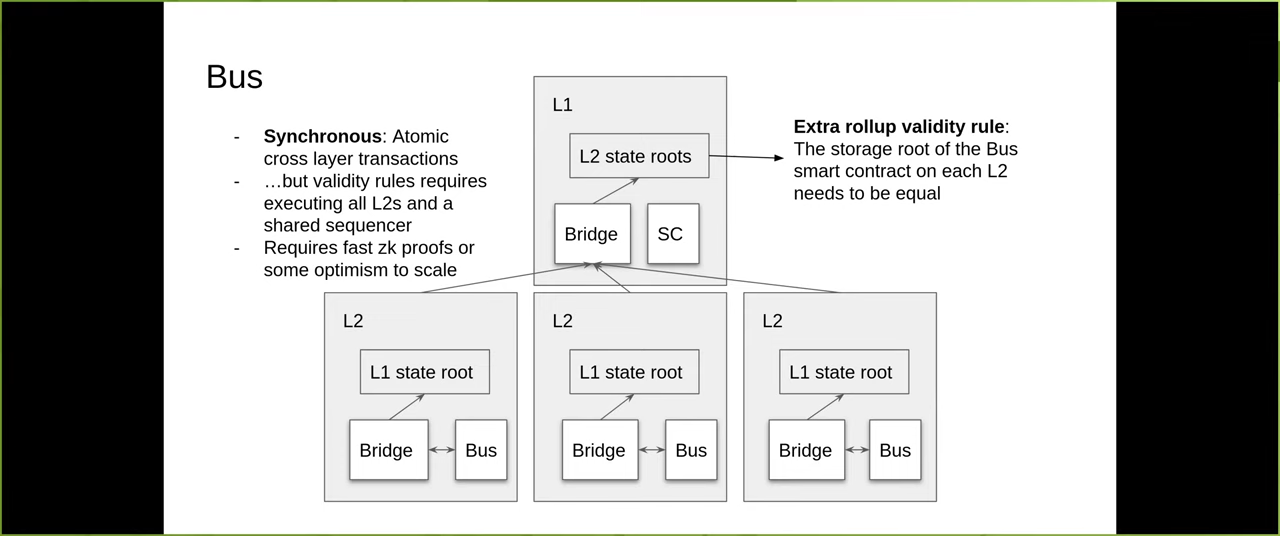 Bus
- Synchronous: Atomic
cross layer transactions
- …but validity rules requires
executing all L2s and a
shared sequencer
- Requires fast zk proofs or
some optimism to scale
L1
L2 state roots
Bridge
SC
Extra rollup validity rule:
The storage root of the Bus
smart contract on each L2
needs to be equal
L2
L1 state root
Bridge
Bus
L2
L1 state root
Bridge
Bus
L2
L1 state root
Bridge
Bus